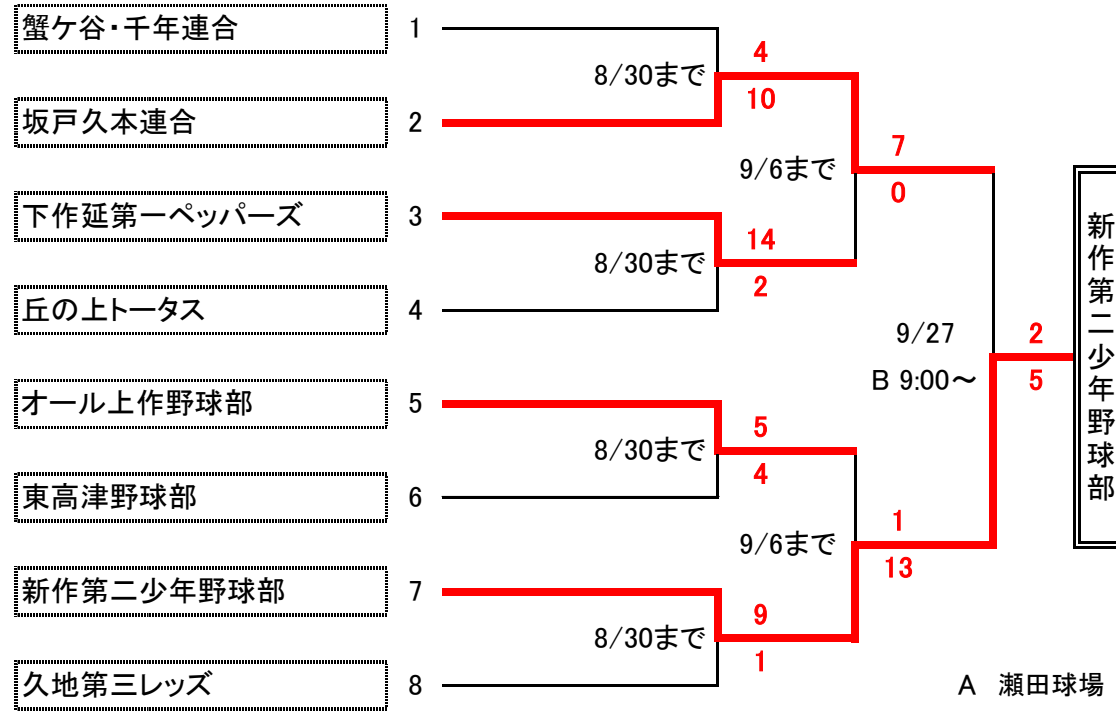 蟹ケ谷・千年連合 1
4
8/30まで
10
坂戸久本連合 2
7
9/6まで
0
下作延第一ペッパーズ 3
14
8/30まで
2
丘の上トータス 4
9/27
B 9:00～
2
5
新作第二少年野球部
オール上作野球部 5
5
8/30まで
4
東高津野球部 6
1
9/6まで
13
新作第二少年野球部 7
9
8/30まで
1
久地第三レッズ 8
A 瀬田球場